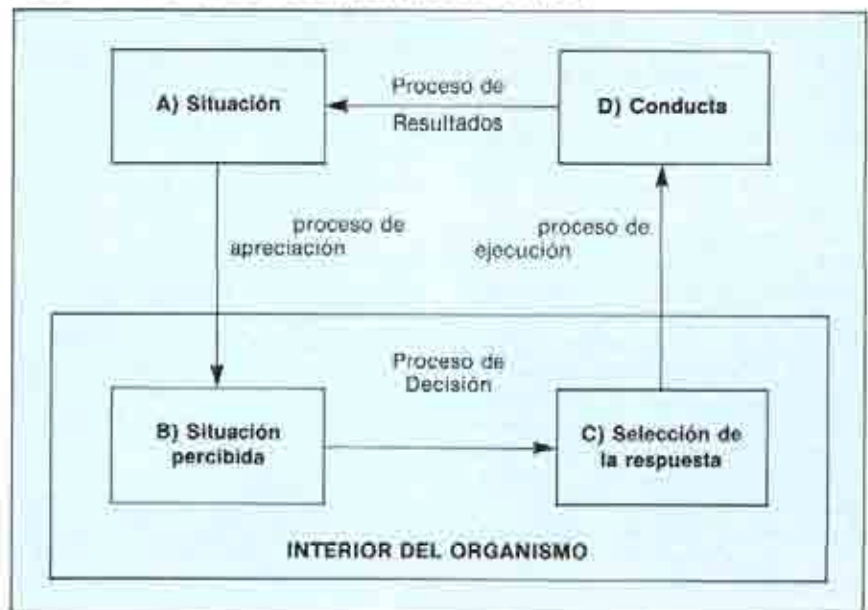 A) Situación
Proceso de
Resultados
D) Conducta
proceso de
apreciación
proceso de
ejecución
Proceso de
Decisión
B) Situación
percibida
C) Selección de
la respuesta
INTERIOR DEL ORGANISMO